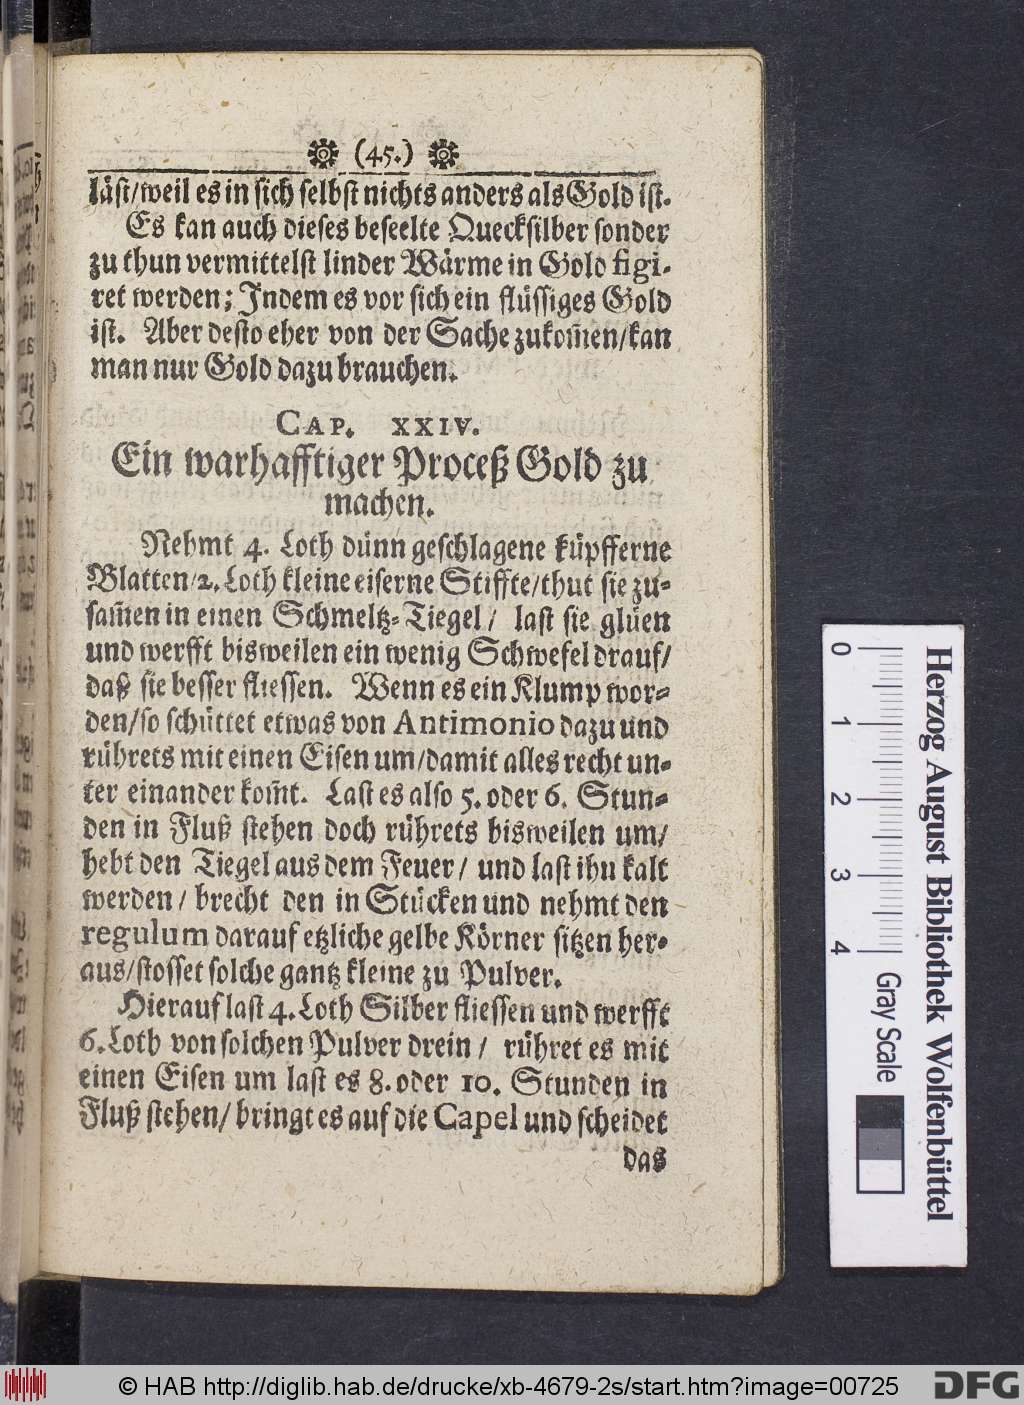 (45.)
läst/weil es in sich selbst nichts anders als Gold ist.
Es kan auch dieses beseelte Quecksilber sonder
zu thun vermittelst linder Wärme in Gold figi-
ret werden; Indem es vor sich ein flüssiges Gold
ist. Aber desto eher von der Sache zukom̃en/kan
man nur Gold dazu brauchen.
CAP. XXIV.
Ein warhafftiger Proceß Gold zu
machen.
Nehmt 4. Loth dünn geschlagene küpfferne
Blatten/2. Loth kleine eiserne Stiffte/thut sie zu-
sam̃en in einen Schmeltz-Tiegel/ last sie glüen
und werfft bisweilen ein wenig Schwefel drauf/
daß sie besser fliessen. Wenn es ein Klump wor-
den/so schüttet etwas von Antimonio dazu und
rührets mit einen Eisen um/damit alles recht un-
ter einander kom̃t. Last es also 5. oder 6. Stun-
den in Fluß stehen doch rührets bisweilen um/
hebt den Tiegel aus dem Feuer/ und last ihn kalt
werden/ brecht den in Stücken und nehmt den
regulum darauf etzliche gelbe Körner sitzen her-
aus/stosset solche gantz kleine zu Pulver.
Hierauf last 4. Loth Silber fliessen und werfft
6. Loth von solchen Pulver drein/ rühret es mit
einen Eisen um last es 8. oder 10. Stunden in
Fluß stehen/ bringt es auf die Capel und scheidet
das
0 1 2 3 4
Gray Scale
Herzog August Bibliothek Wolfenbüttel
© HAB http://diglib.hab.de/drucke/xb-4679-2s/start.htm?image=00725
DFG